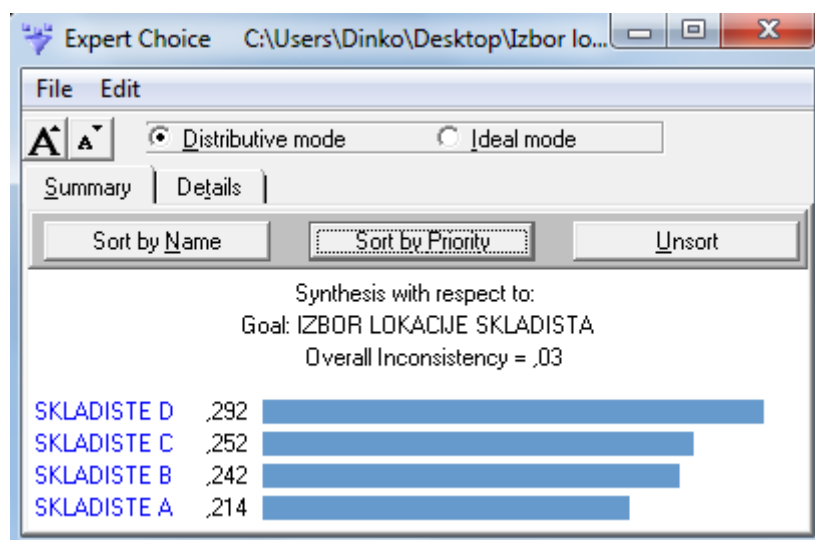 Expert Choice C:\Users\Dinko\Desktop\Izbor lo...
File Edit
A A Distributive mode Ideal mode
Summary Details
Sort by Name Sort by Priority Unsort
Synthesis with respect to:
Goal: IZBOR LOKACIJE SKLADISTA
Overall Inconsistency = ,03
SKLADISTE D ,292
SKLADISTE C ,252
SKLADISTE B ,242
SKLADISTE A ,214